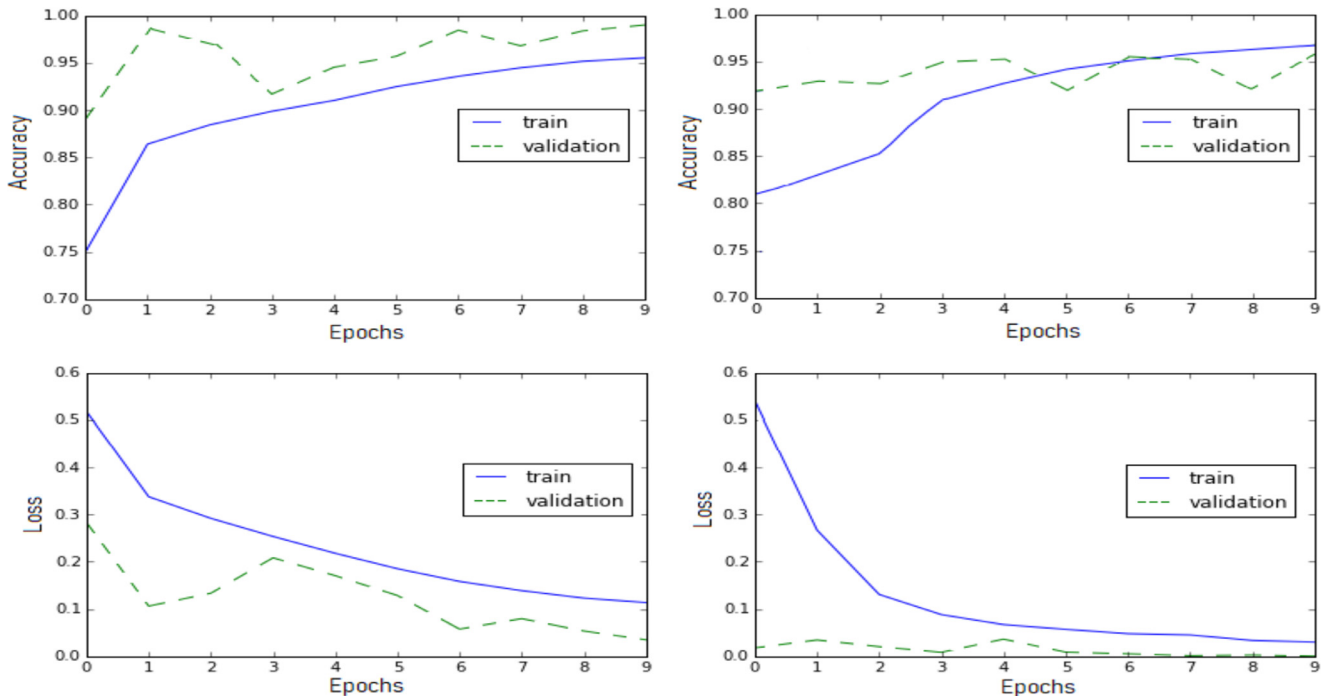 1.00
0.95
0.90
0.85
0.80
0.75
0.70
Accuracy
train
validation
0 1 2 3 4 5 6 7 8 9
Epochs
1.00
0.95
0.90
0.85
0.80
0.75
0.70
Accuracy
train
validation
0 1 2 3 4 5 6 7 8 9
Epochs
0.6
0.5
0.4
0.3
0.2
0.1
0.0
Loss
train
validation
0 1 2 3 4 5 6 7 8 9
Epochs
0.6
0.5
0.4
0.3
0.2
0.1
0.0
Loss
train
validation
0 1 2 3 4 5 6 7 8 9
Epochs